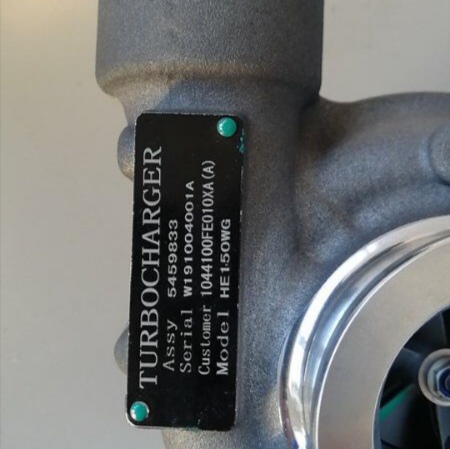 TURBOCHARGER
Assy 5459833
Serial W191004001A
Customer 1044100FE010XA(A)
Model HE150WG